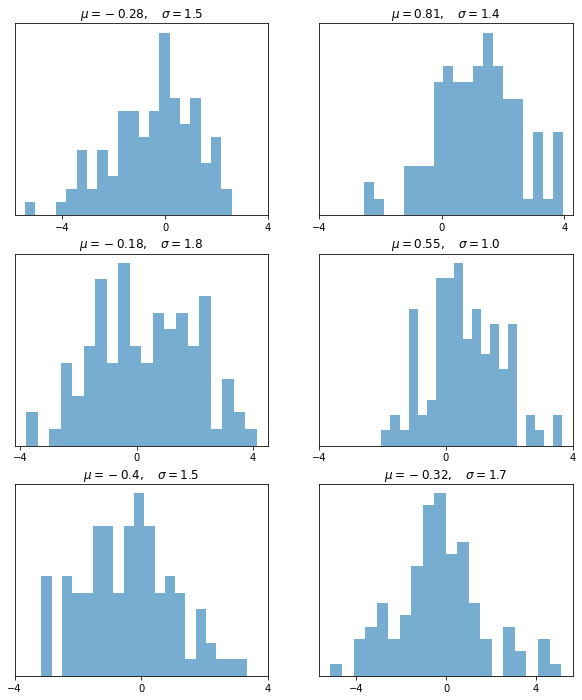 μ = −0.28, σ = 1.5
μ = 0.81, σ = 1.4
−4 0 4
−4 0 4
μ = −0.18, σ = 1.8
μ = 0.55, σ = 1.0
−4 0 4
−4 0 4
μ = −0.4, σ = 1.5
μ = −0.32, σ = 1.7
−4 0 4
−4 0 4